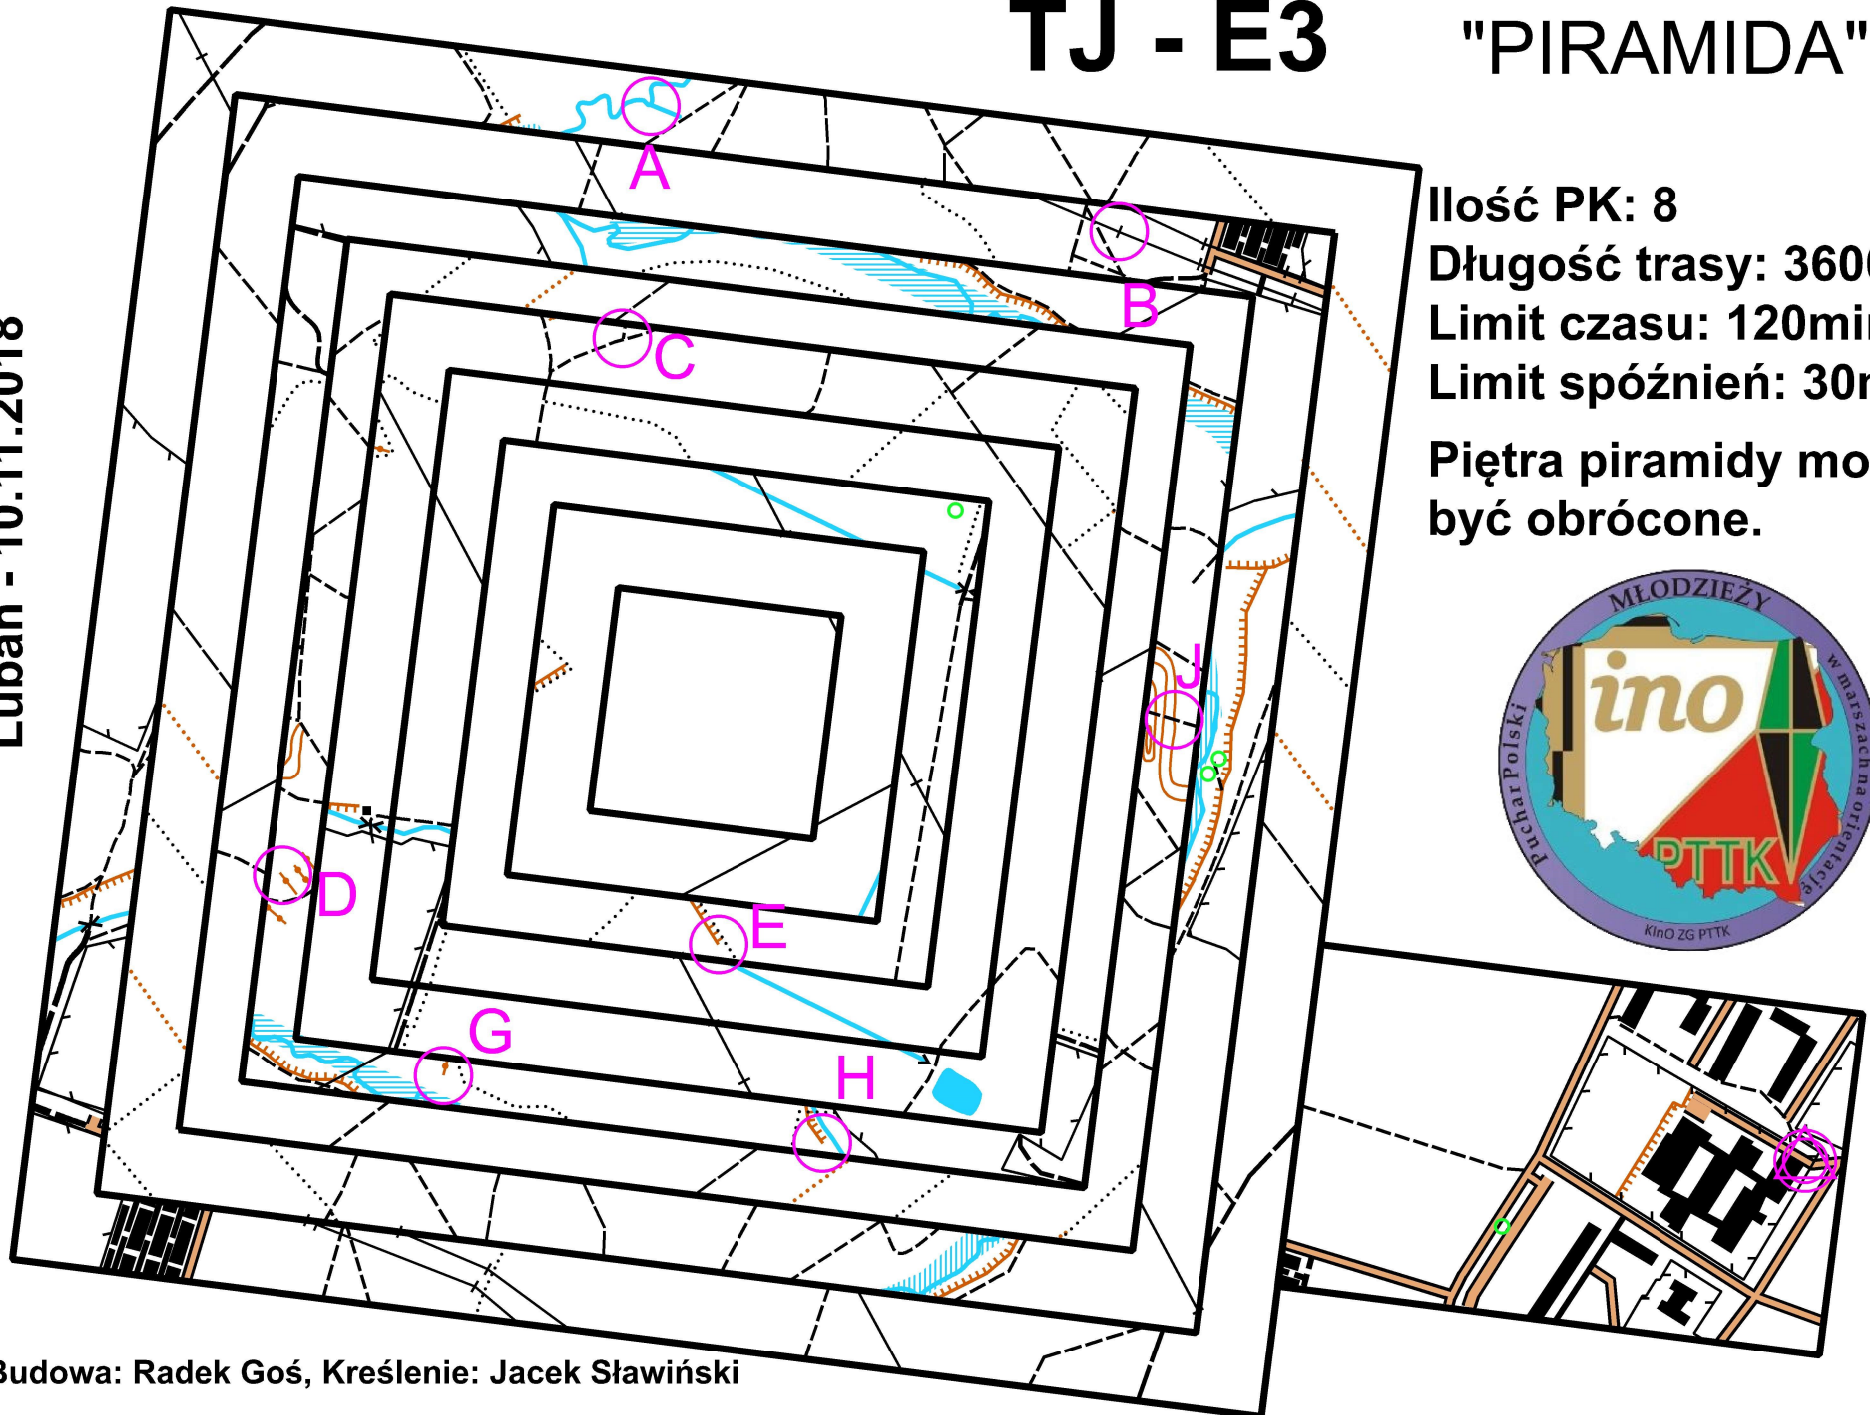 TJ - E3
"PIRAMIDA"
Ilość PK: 8
Długość trasy: 360
Limit czasu: 120min
Limit spóźnień: 30
Piętra piramidy mo
być obrócone.
Lubań - 10.11.2018
A
B
C
J
D
E
G
H
MŁODZIEŻY
Puchar Polski
w marszach na orientację
ino
PTTK
KInO ZG PTTK
Budowa: Radek Goś, Kreślenie: Jacek Sławiński